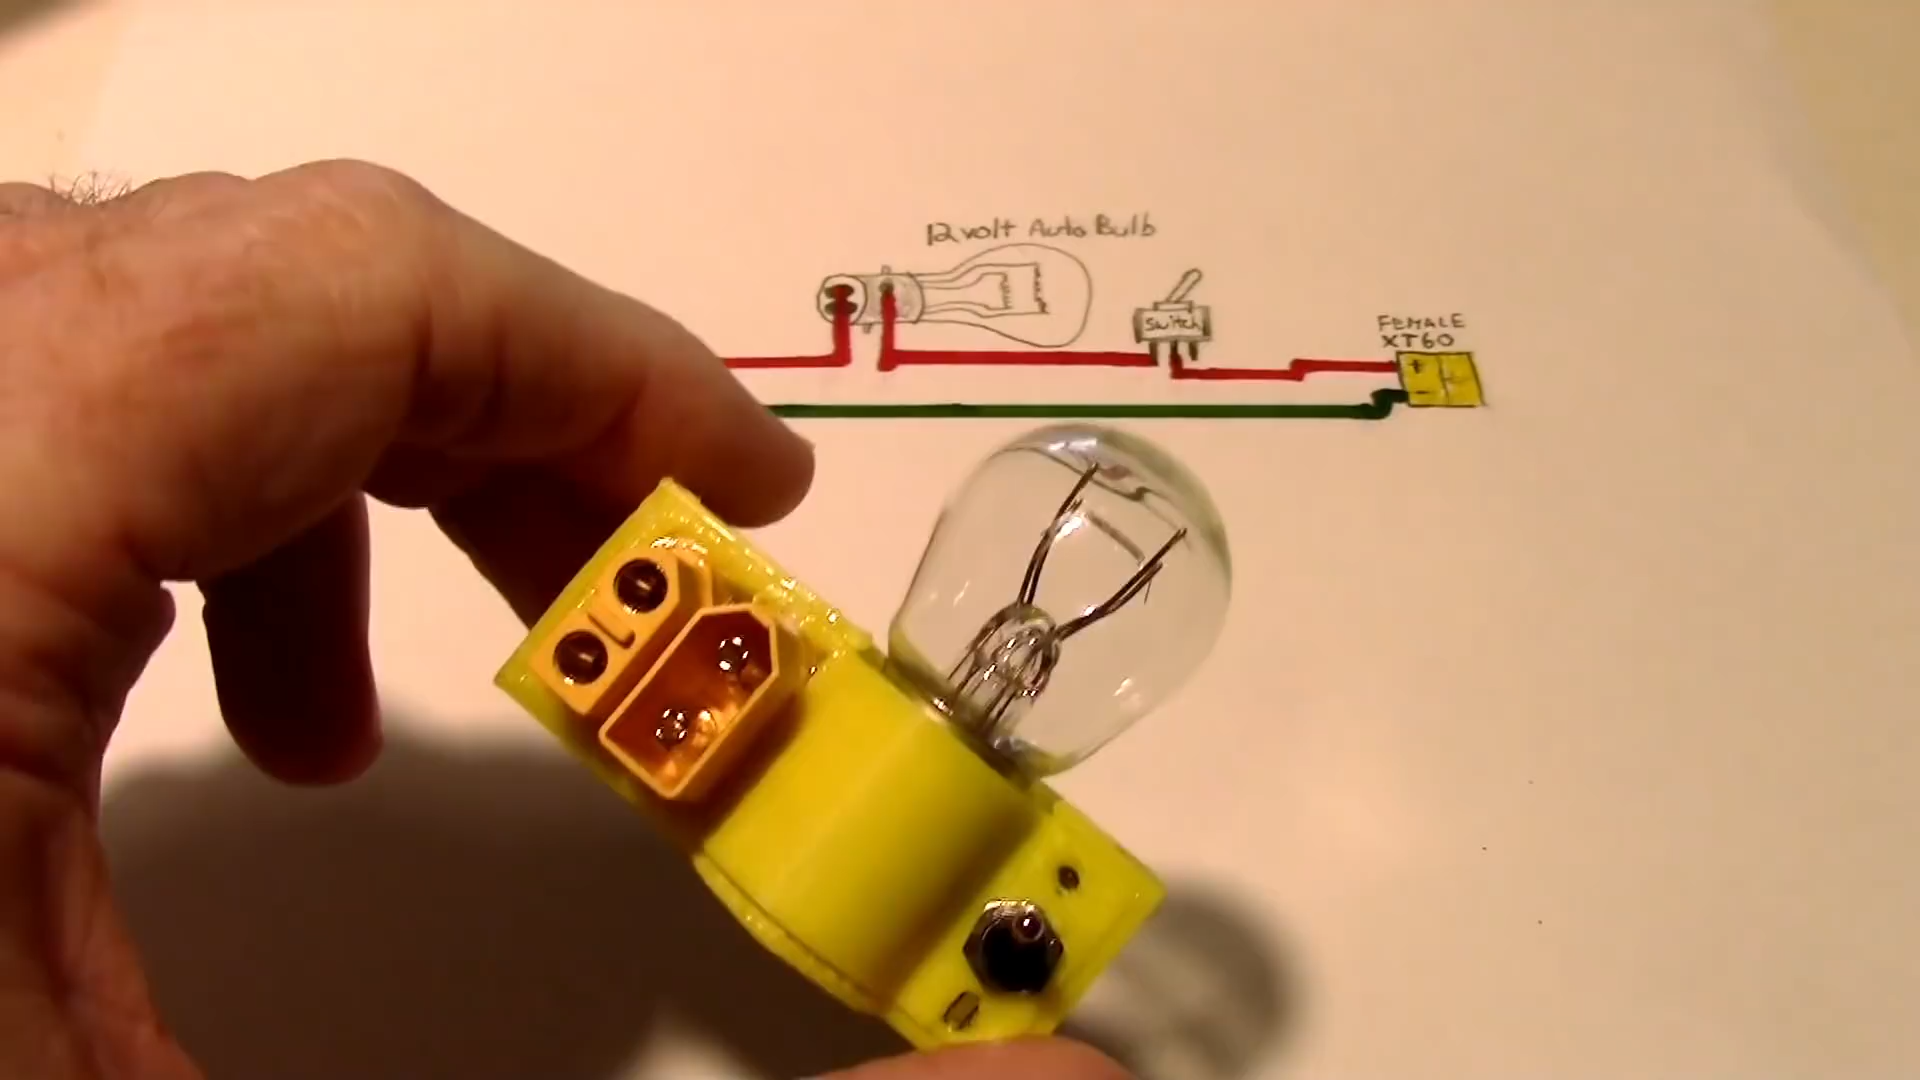 12volt Auto Bulb
Switch
FEMALE
XT60
+
-